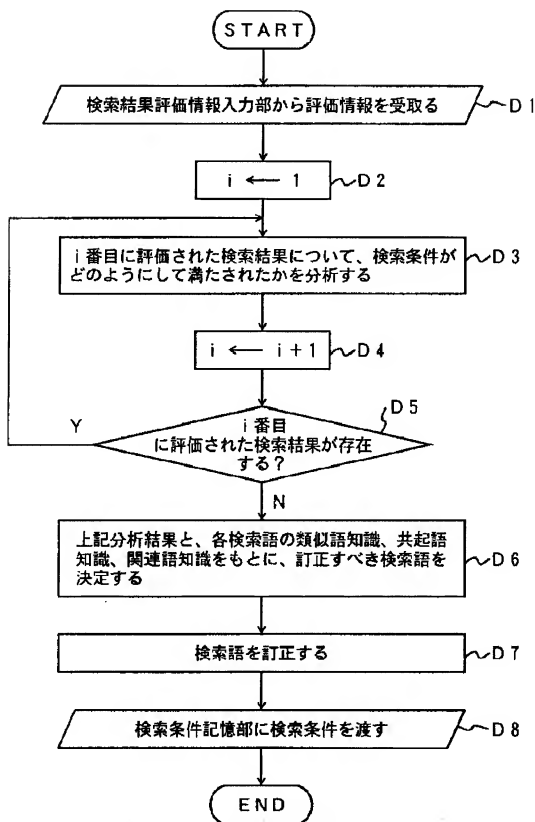 START
検索結果評価情報入力部から評価情報を受取る
D1
i ← 1
D2
i番目に評価された検索結果について、検索条件が
どのようにして満たされたかを分析する
D3
i ← i+1
D4
i番目
に評価された検索結果が存在
する?
D5
Y
N
上記分析結果と、各検索語の類似語知識、共起語
知識、関連語知識をもとに、訂正すべき検索語を
決定する
D6
検索語を訂正する
D7
検索条件記憶部に検索条件を渡す
D8
END